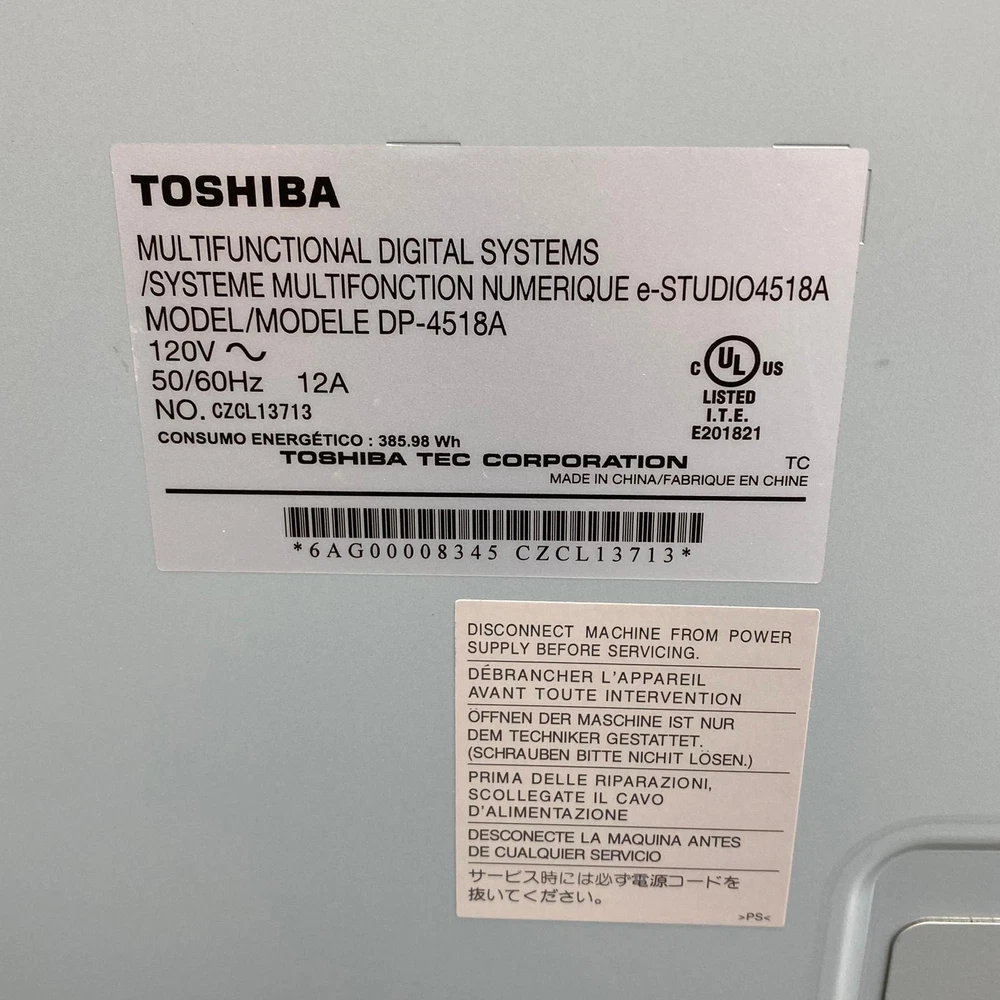 TOSHIBA
MULTIFUNCTIONAL DIGITAL SYSTEMS
/SYSTEME MULTIFONCTION NUMERIQUE e-STUDIO4518A
MODEL/MODELE DP-4518A
120V ~
50/60Hz 12A
NO. CZCL13713
CONSUMO ENERGÉTICO : 385.98 Wh
C UL US
LISTED
I.T.E.
E201821
TOSHIBA TEC CORPORATION TC
MADE IN CHINA/FABRIQUE EN CHINE
*6AG00008345 CZCL13713*
DISCONNECT MACHINE FROM POWER
SUPPLY BEFORE SERVICING.
DÉBRANCHER L'APPAREIL
AVANT TOUTE INTERVENTION
ÖFFNEN DER MASCHINE IST NUR
DEM TECHNIKER GESTATTET.
(SCHRAUBEN BITTE NICHIT LÖSEN.)
PRIMA DELLE RIPARAZIONI,
SCOLLEGATE IL CAVO
D'ALIMENTAZIONE
DESCONECTE LA MAQUINA ANTES
DE CUALQUIER SERVICIO
サービス時には必ず電源コードを
抜いてください。
>PS<